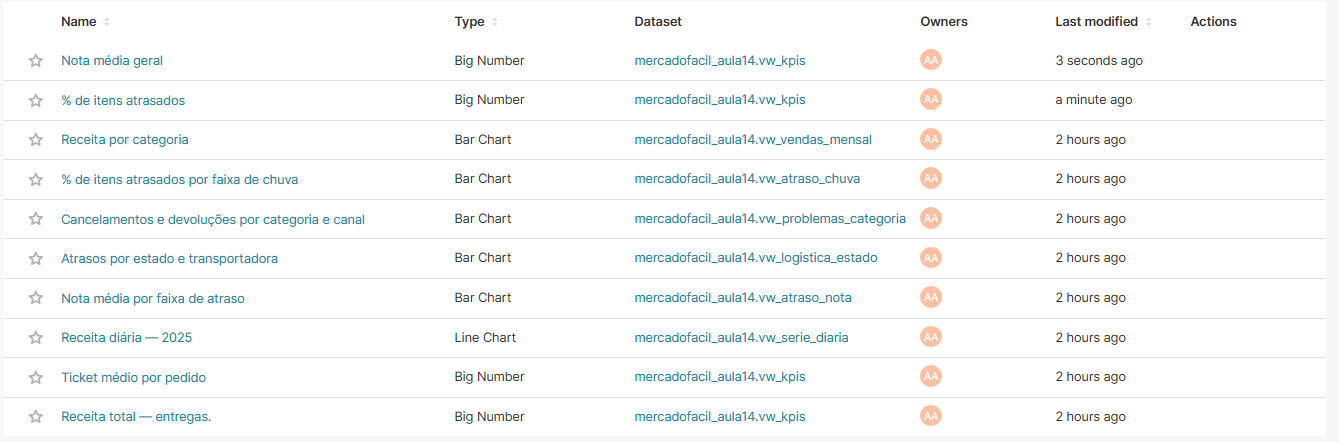 Name Type Dataset Owners Last modified Actions
Nota média geral Big Number mercadofacil_aula14.vw_kpis AA 3 seconds ago
% de itens atrasados Big Number mercadofacil_aula14.vw_kpis AA a minute ago
Receita por categoria Bar Chart mercadofacil_aula14.vw_vendas_mensal AA 2 hours ago
% de itens atrasados por faixa de chuva Bar Chart mercadofacil_aula14.vw_atraso_chuva AA 2 hours ago
Cancelamentos e devoluções por categoria e canal Bar Chart mercadofacil_aula14.vw_problemas_categoria AA 2 hours ago
Atrasos por estado e transportadora Bar Chart mercadofacil_aula14.vw_logistica_estado AA 2 hours ago
Nota média por faixa de atraso Bar Chart mercadofacil_aula14.vw_atraso_nota AA 2 hours ago
Receita diária — 2025 Line Chart mercadofacil_aula14.vw_serie_diaria AA 2 hours ago
Ticket médio por pedido Big Number mercadofacil_aula14.vw_kpis AA 2 hours ago
Receita total — entregas. Big Number mercadofacil_aula14.vw_kpis AA 2 hours ago